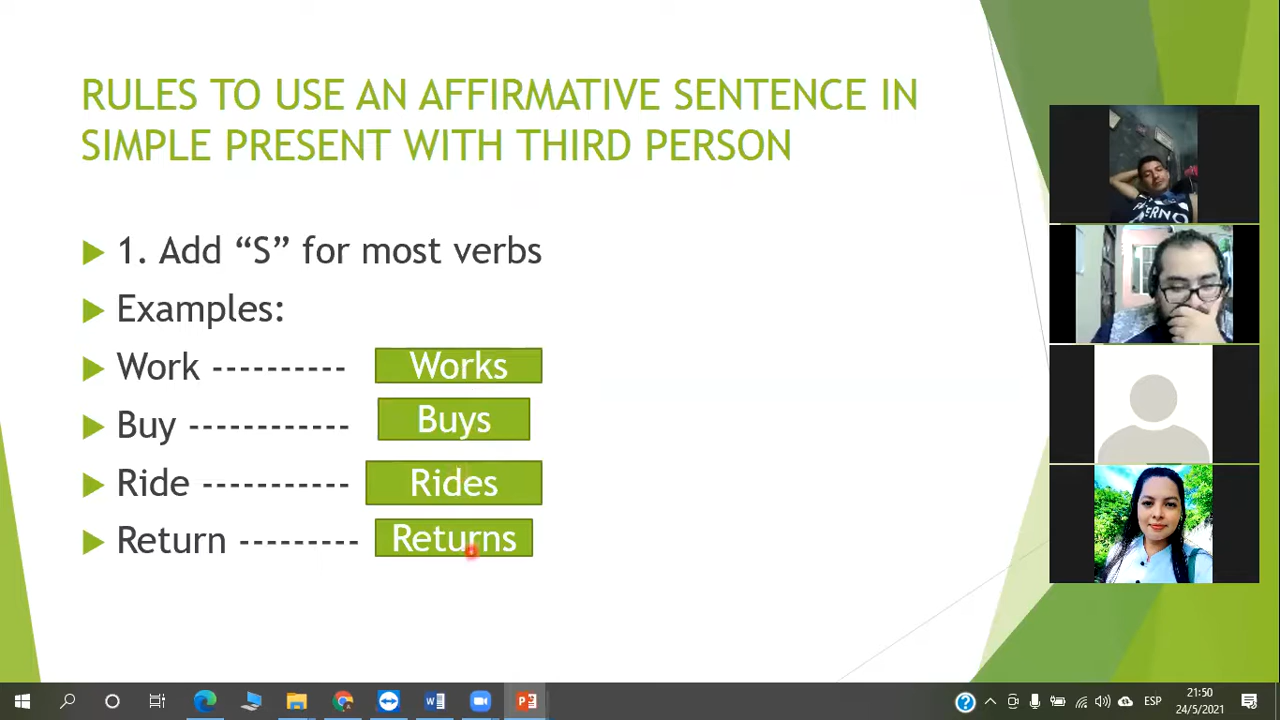 RULES TO USE AN AFFIRMATIVE SENTENCE IN
SIMPLE PRESENT WITH THIRD PERSON
1. Add “S” for most verbs
Examples:
Work ---------- Works
Buy ------------ Buys
Ride ----------- Rides
Return --------- Returns
ESP
21:50
24/5/2021